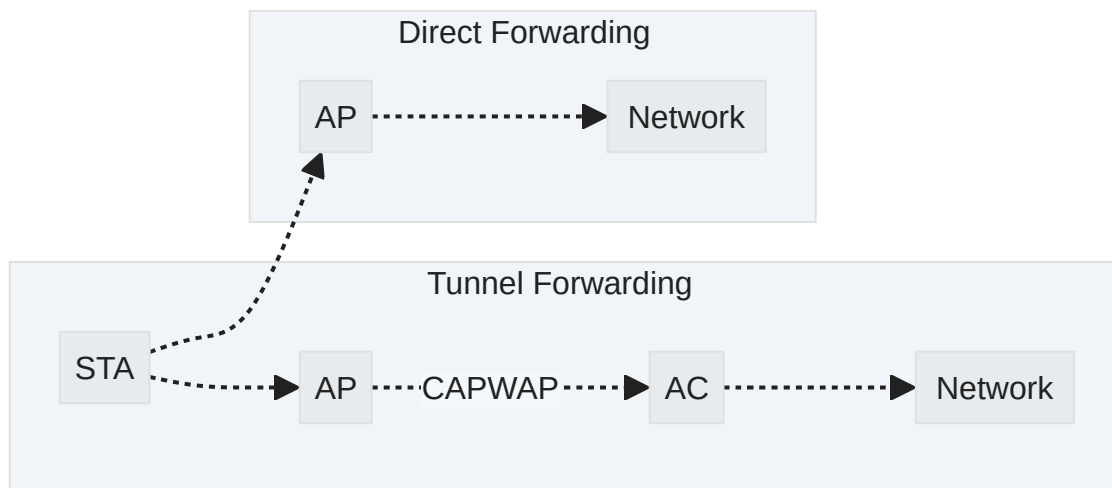 Direct Forwarding
AP
Network
Tunnel Forwarding
STA
AP
CAPWAP
AC
Network